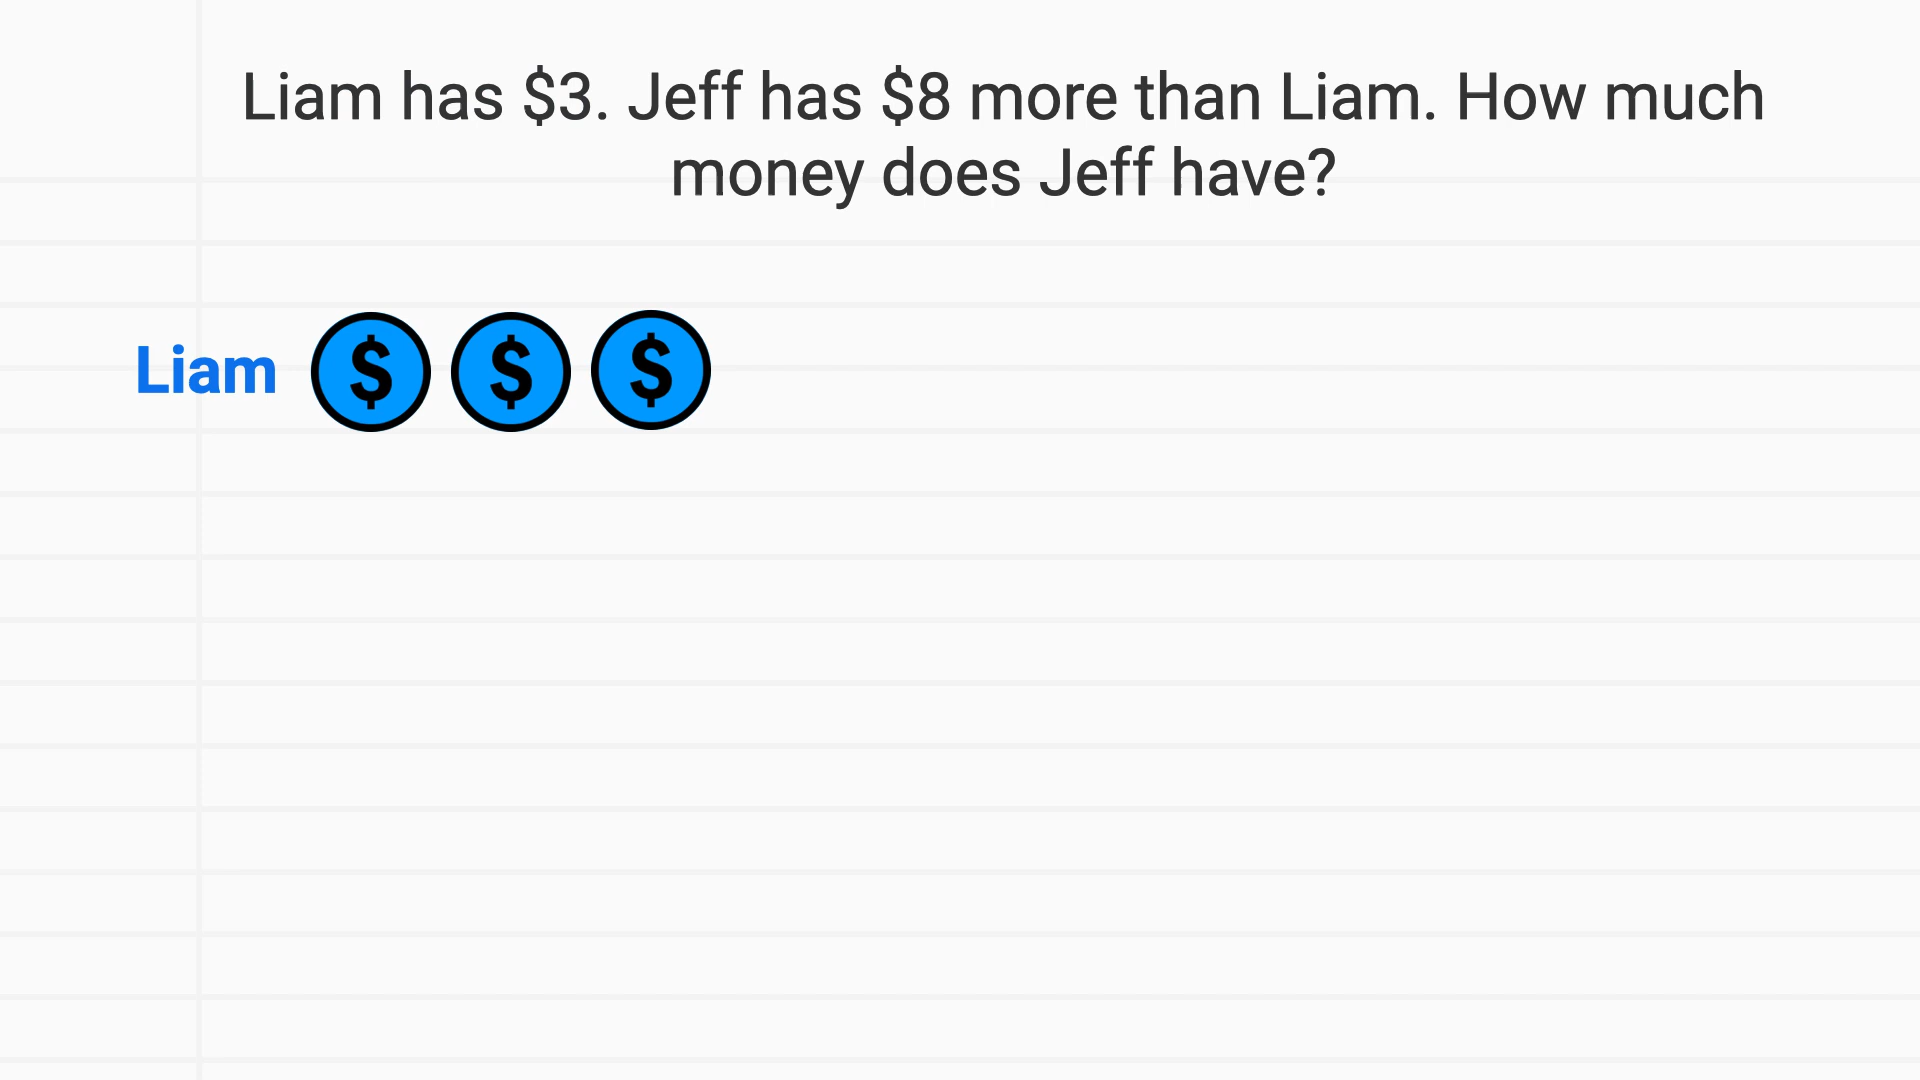 Liam has $3. Jeff has $8 more than Liam. How much
money does Jeff have?
Liam $ $ $